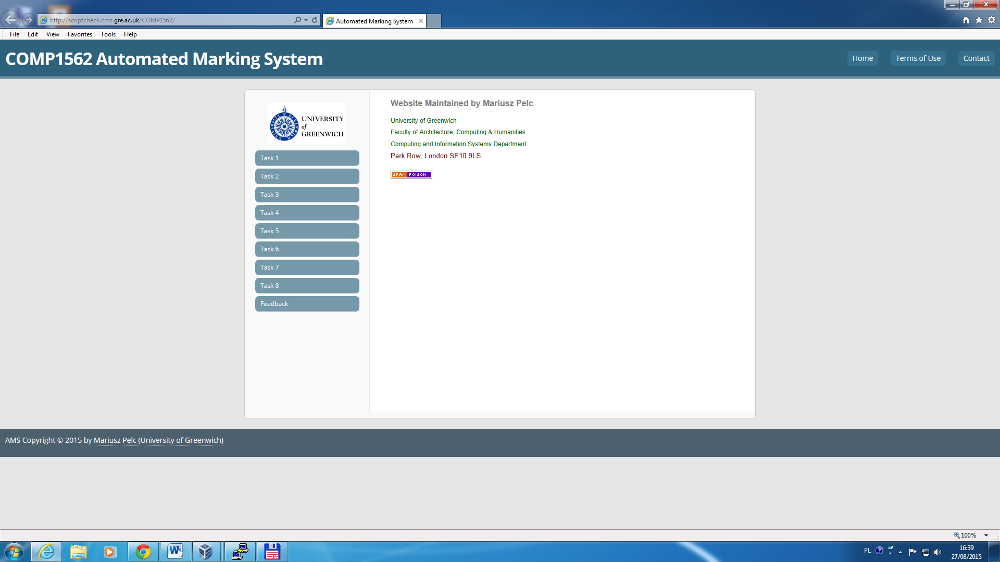 http://scriptcheck.cms.gre.ac.uk/COMP1562/
Automated Marking System
File Edit View Favorites Tools Help
COMP1562 Automated Marking System
Home Terms of Use Contact
UNIVERSITY
of
GREENWICH
UNIVERSITY of GREENWICH
Task 1
Task 2
Task 3
Task 4
Task 5
Task 6
Task 7
Task 8
Feedback
Website Maintained by Mariusz Pelc
University of Greenwich
Faculty of Architecture, Computing & Humanities
Computing and Information Systems Department
Park Row, London SE10 9LS
SPAM POISON
AMS Copyright © 2015 by Mariusz Pelc (University of Greenwich)
100%
PL
16:39
27/08/2015
64